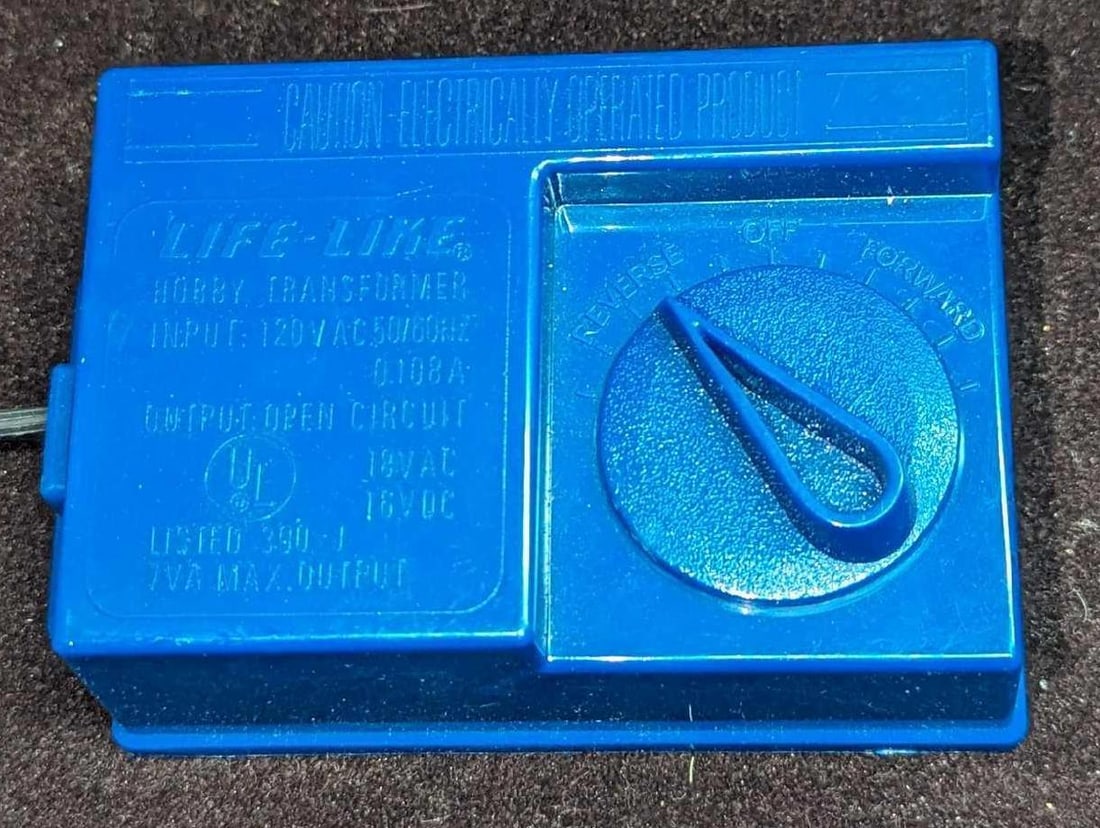 CAUTION-ELECTRICALLY OPERATED PRODUCT
LIFE-LIKE®
HOBBY TRANSFORMER
INPUT: 120V AC 50/60HZ
0.108A
OUTPUT: OPEN CIRCUIT
18VAC
16VDC
UL®
LISTED 390 J
7VA MAX. OUTPUT
REVERSE OFF FORWARD